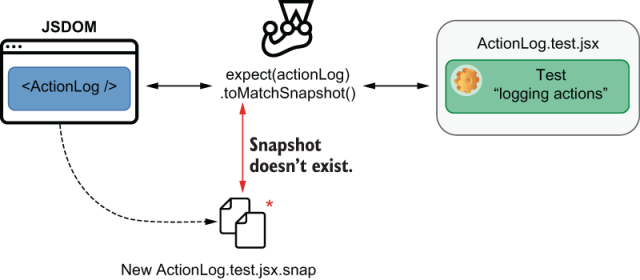 JSDOM
<ActionLog />
expect(actionLog)
.toMatchSnapshot()
ActionLog.test.jsx
Test
“logging actions”
Snapshot
doesn’t exist.
*
New ActionLog.test.jsx.snap